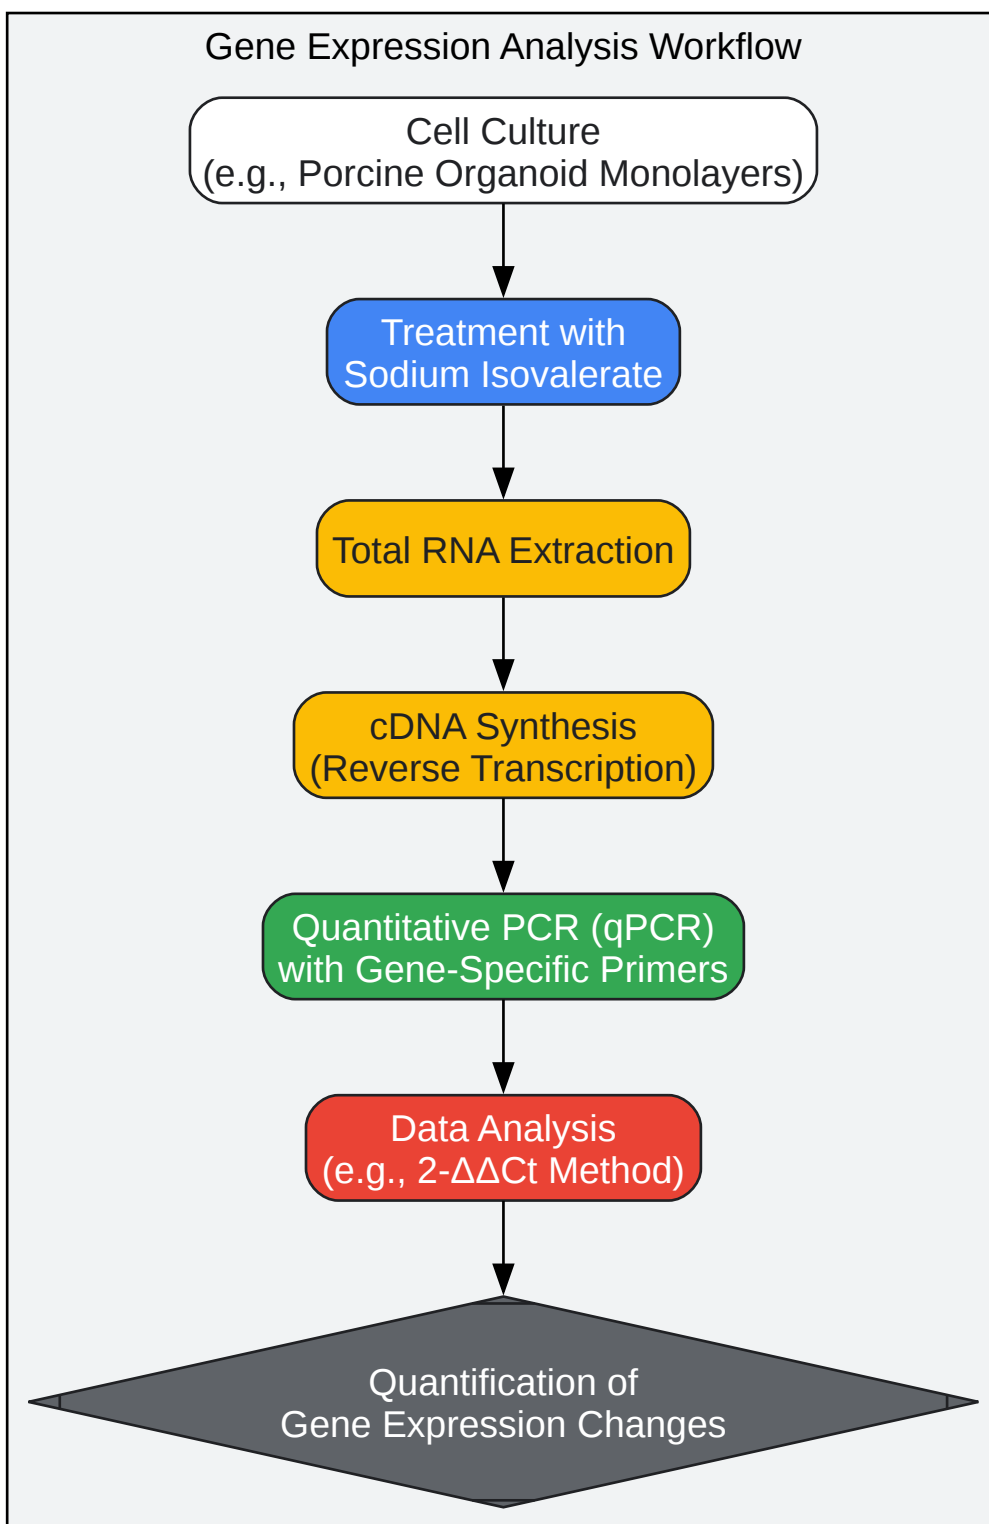 Gene Expression Analysis Workflow
Cell Culture
(e.g., Porcine Organoid Monolayers)
Treatment with
Sodium Isovalerate
Total RNA Extraction
cDNA Synthesis
(Reverse Transcription)
Quantitative PCR (qPCR)
with Gene-Specific Primers
Data Analysis
(e.g., 2-ΔΔCt Method)
Quantification of
Gene Expression Changes